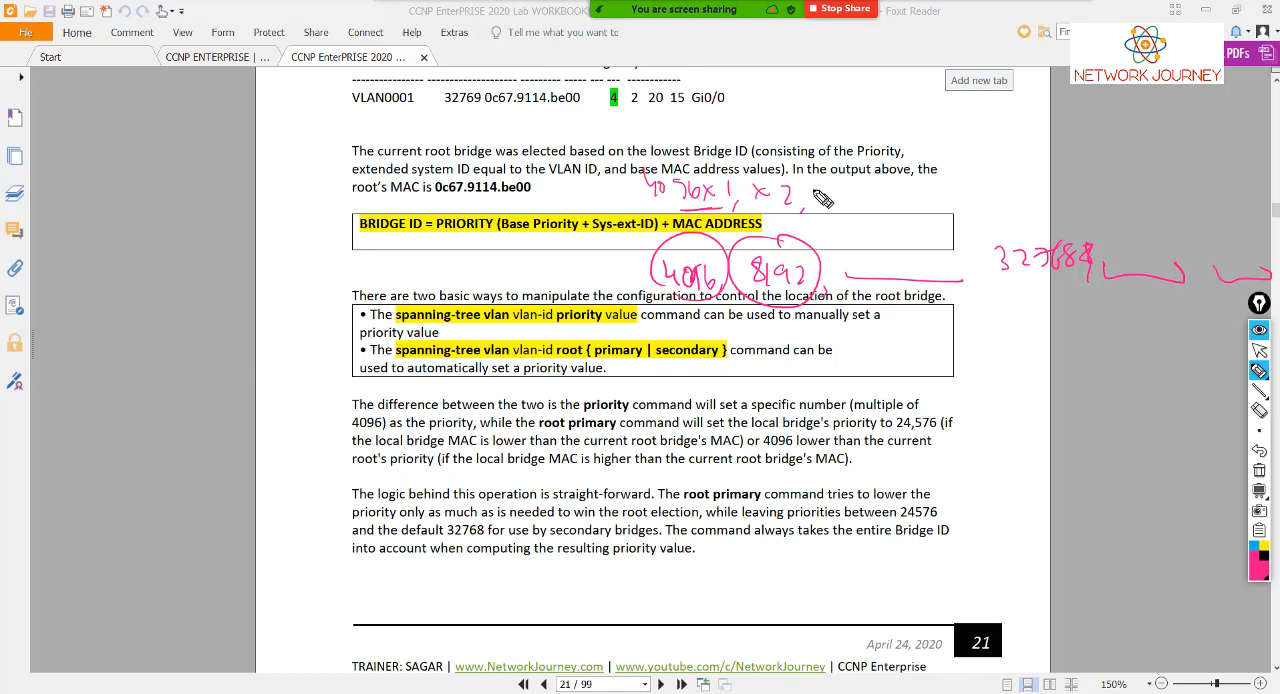 CCNP EnterPRISE 2020 Lab WORKBOOK
You are screen sharing
Stop Share
- Foxit Reader
File Home Comment View Form Protect Share Connect Help Extras Tell me what you want to
Start CCNP ENTERPRISE | ... CCNP EnterPRISE 2020 ...
PDFs
NETWORK JOURNEY
Add new tab
VLAN0001 32769 0c67.9114.be00 4 2 20 15 Gi0/0
The current root bridge was elected based on the lowest Bridge ID (consisting of the Priority,
extended system ID equal to the VLAN ID, and base MAC address values). In the output above, the
root's MAC is 0c67.9114.be00
4096 x 1, x 2,
BRIDGE ID = PRIORITY (Base Priority + Sys-ext-ID) + MAC ADDRESS
4096, 8192,
There are two basic ways to manipulate the configuration to control the location of the root bridge.
• The spanning-tree vlan vlan-id priority value command can be used to manually set a
priority value
• The spanning-tree vlan vlan-id root { primary | secondary } command can be
used to automatically set a priority value.
The difference between the two is the priority command will set a specific number (multiple of
4096) as the priority, while the root primary command will set the local bridge's priority to 24,576 (if
the local bridge MAC is lower than the current root bridge's MAC) or 4096 lower than the current
root's priority (if the local bridge MAC is higher than the current root bridge's MAC).
The logic behind this operation is straight-forward. The root primary command tries to lower the
priority only as much as is needed to win the root election, while leaving priorities between 24576
and the default 32768 for use by secondary bridges. The command always takes the entire Bridge ID
into account when computing the resulting priority value.
April 24, 2020 21
TRAINER: SAGAR | www.NetworkJourney.com | www.youtube.com/c/NetworkJourney | CCNP Enterprise
21 / 99
150%